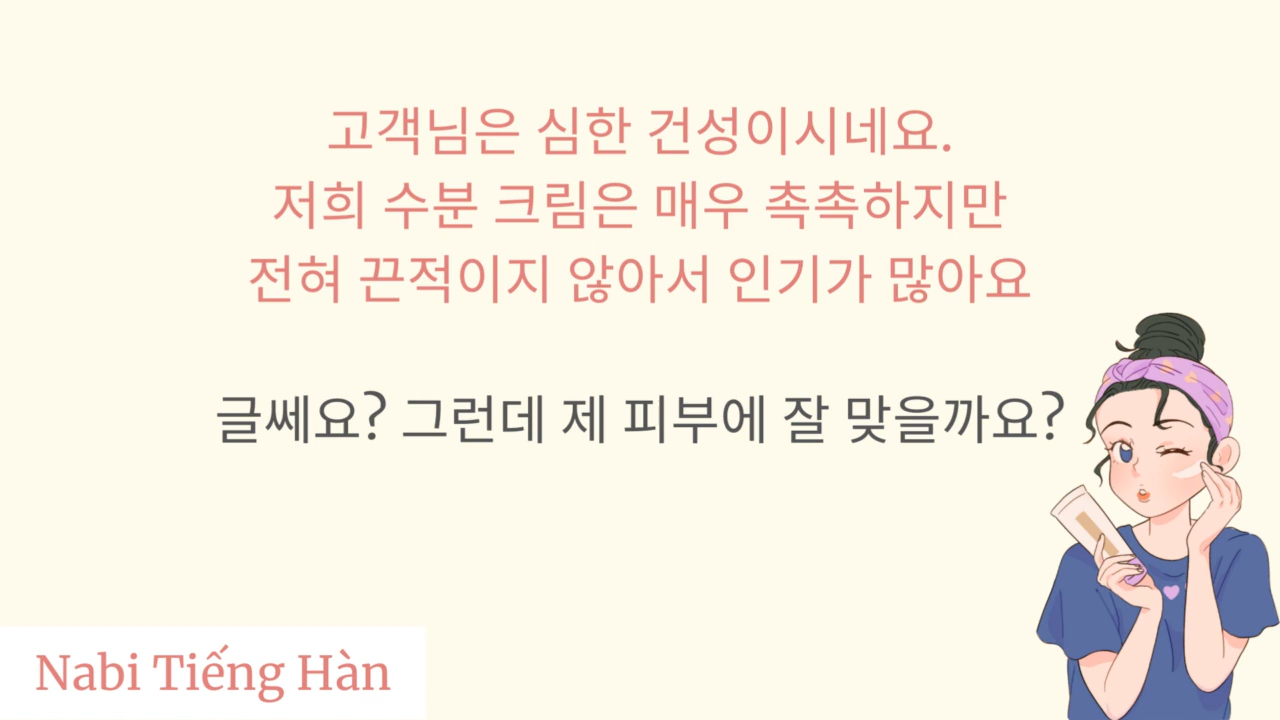 고객님은 심한 건성이시네요.
저희 수분 크림은 매우 촉촉하지만
전혀 끈적이지 않아서 인기가 많아요
글쎄요? 그런데 제 피부에 잘 맞을까요?
Nabi Tiếng Hàn